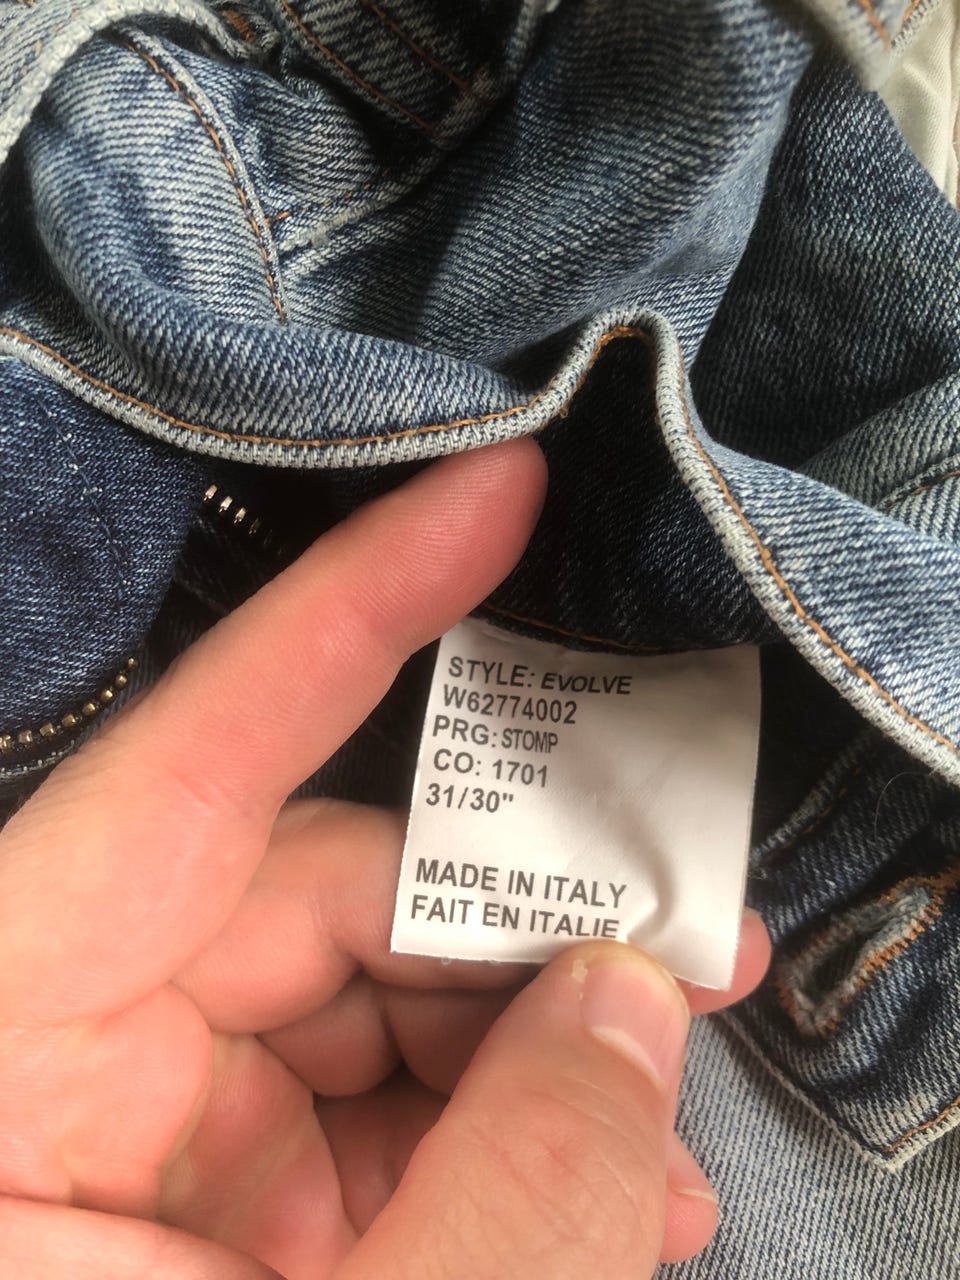 STYLE: EVOLVE
W62774002
PRG: STOMP
CO: 1701
31/30"
MADE IN ITALY
FAIT EN ITALIE